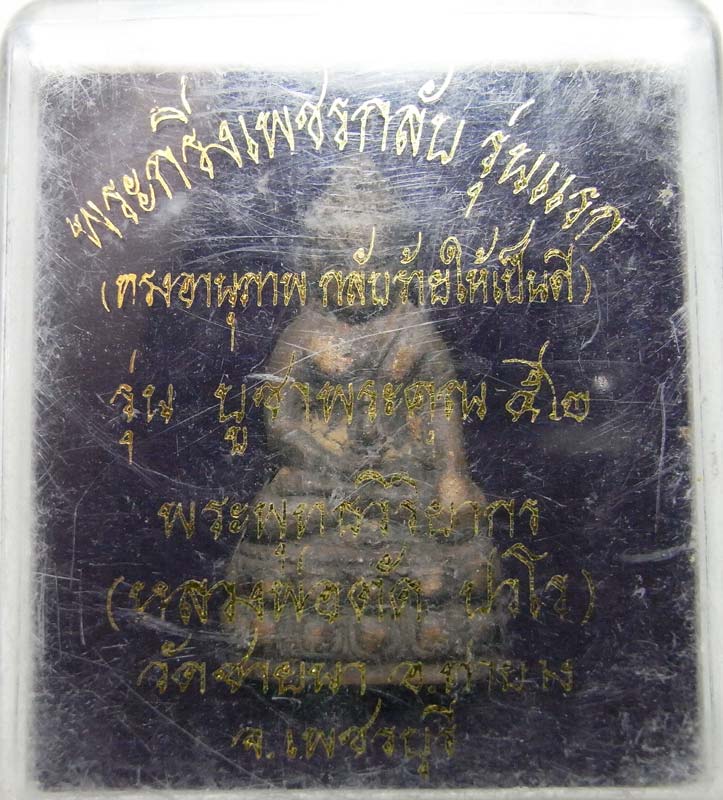 พระกริ่งเพชรกลับ รุ่นแรก
(ทรงอานุภาพ กลับร้ายให้เป็นดี)
รุ่น บูชาพระคุณ ๕๒
พระพุทธวิริยากร
(หลวงพ่อตัด ปวโร)
วัดชายนา อ.ท่ายาง
จ.เพชรบุรี